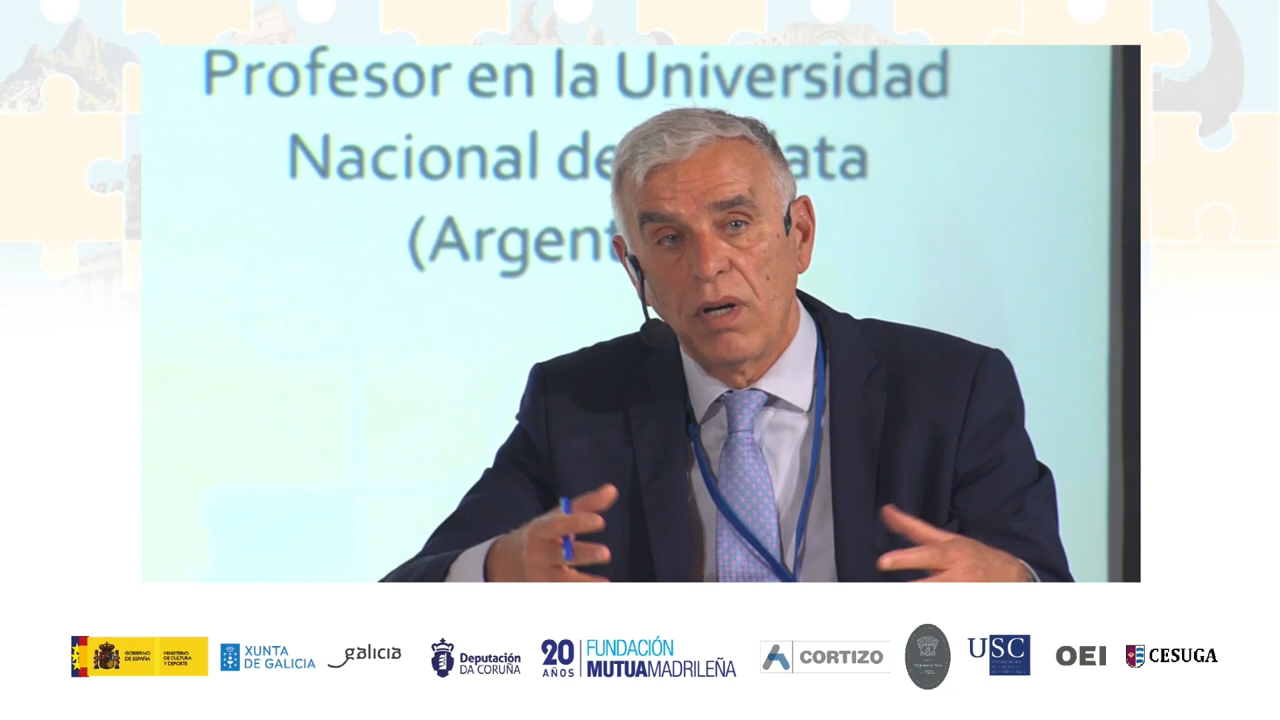 Profesor en la Universidad
Nacional de ata
(Argent
GOBIERNO
DE ESPAÑA
MINISTERIO
DE CULTURA
Y DEPORTE
XUNTA
DE GALICIA
galicia
Deputación
DA CORUÑA
20
AÑOS
FUNDACIÓN
MUTUAMADRILEÑA
CORTIZO
USC
OEI
CESUGA